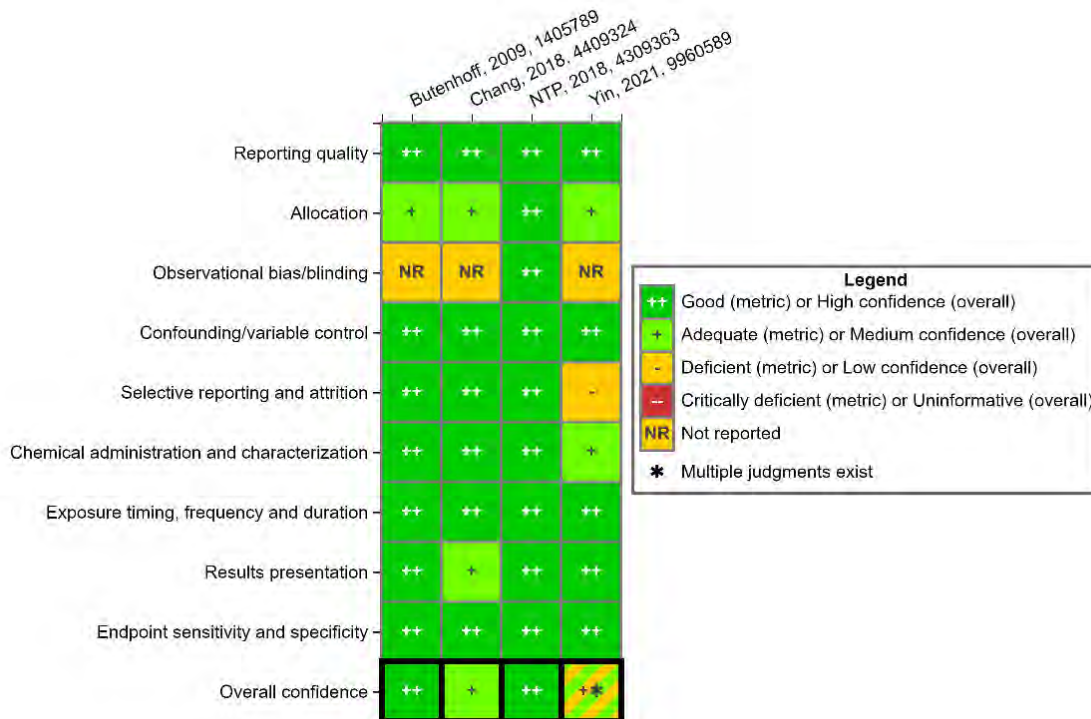 Butenhoff, 2009, 1405789
Chang, 2018, 4409324
NTP, 2018, 4309363
Yin, 2021, 9960589
Reporting quality ++ ++ ++ ++
Allocation + + ++ +
Observational bias/blinding NR NR ++ NR
Confounding/variable control ++ ++ ++ ++
Selective reporting and attrition ++ ++ ++ -
Chemical administration and characterization ++ ++ ++ +
Exposure timing, frequency and duration ++ ++ ++ ++
Results presentation ++ + ++ ++
Endpoint sensitivity and specificity ++ ++ ++ ++
Overall confidence ++ + ++ +*
Legend
++ Good (metric) or High confidence (overall)
+ Adequate (metric) or Medium confidence (overall)
- Deficient (metric) or Low confidence (overall)
-- Critically deficient (metric) or Uninformative (overall)
NR Not reported
* Multiple judgments exist